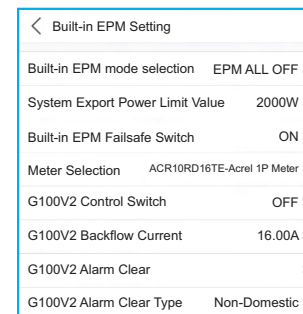 Built-in EPM Setting
Built-in EPM mode selection EPM ALL OFF
System Export Power Limit Value 2000W
Built-in EPM Failsafe Switch ON
Meter Selection ACR10RD16TE-Acrel 1P Meter
G100V2 Control Switch OFF
G100V2 Backflow Current 16.00A
G100V2 Alarm Clear
G100V2 Alarm Clear Type Non-Domestic